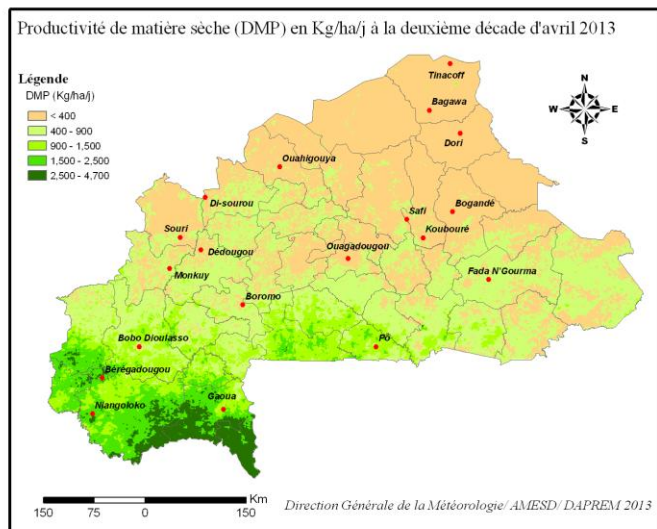 Productivité de matière sèche (DMP) en Kg/ha/j à la deuxième décade d'avril 2013
Légende
DMP (Kg/ha/j)
< 400
400 - 900
900 - 1,500
1,500 - 2,500
2,500 - 4,700
Tinacoff
N
Bagawa
W E
S
Dori
Ouahigouya
Di-sourou
Safi
Bogandé
Souri
Koubouré
Dédougou
Ouagadougou
Monkuy
Fada N'Gourma
Boromo
Bobo Dioulasso
Pô
Bérégadougou
Niangoloko
Gaoua
Km
150 75 0 150
Direction Générale de la Météorologie/ AMESD/ DAPREM 2013